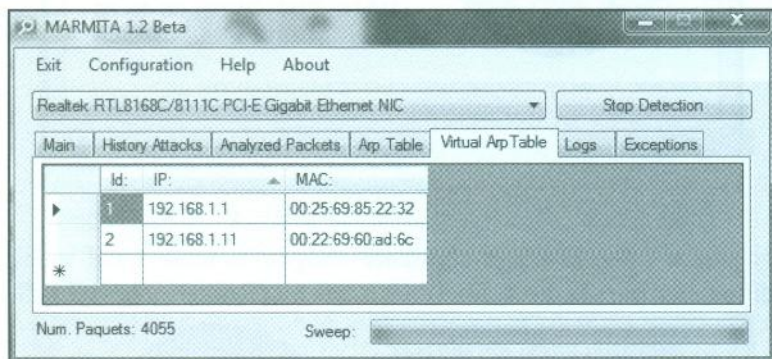 MARMITA 1.2 Beta
Exit Configuration Help About
Realtek RTL8168C/8111C PCI-E Gigabit Ethernet NIC Stop Detection
Main History Attacks Analyzed Packets Arp Table Virtual Arp Table Logs Exceptions
Id: IP: MAC:
1 192.168.1.1 00:25:69:85:22:32
2 192.168.1.11 00:22:69:60:ad:6c
Num. Paquets: 4055 Sweep: